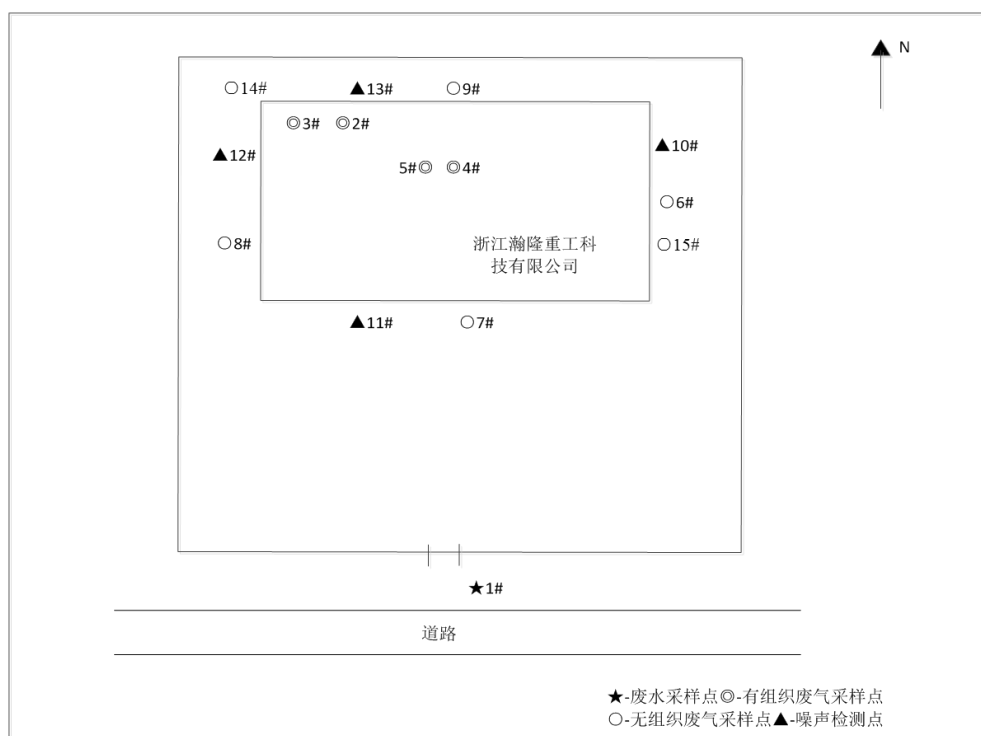 N
○14#
▲13#
○9#
◎3#
◎2#
▲12#
▲10#
5#◎
◎4#
○6#
○8#
浙江瀚隆重工科
技有限公司
○15#
▲11#
○7#
★1#
道路
★-废水采样点◎-有组织废气采样点
○-无组织废气采样点▲-噪声检测点